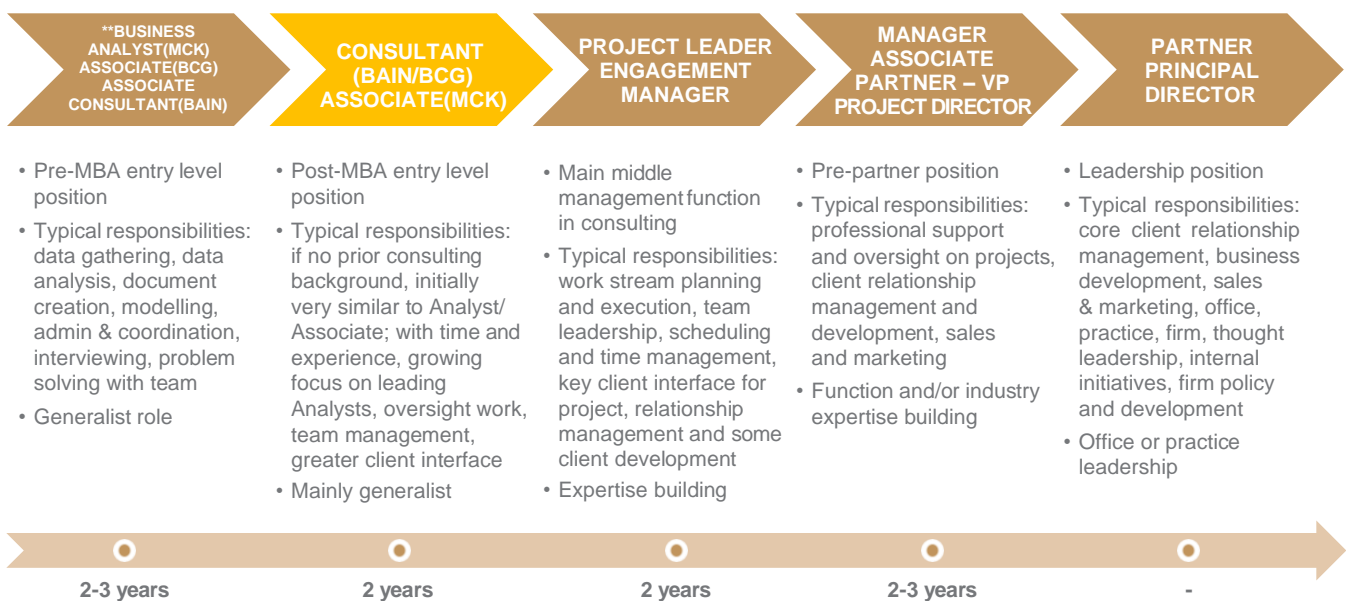 **BUSINESS
ANALYST(MCK)
ASSOCIATE(BCG)
ASSOCIATE
CONSULTANT(BAIN)
CONSULTANT
(BAIN/BCG)
ASSOCIATE(MCK)
PROJECT LEADER
ENGAGEMENT
MANAGER
MANAGER
ASSOCIATE
PARTNER – VP
PROJECT DIRECTOR
PARTNER
PRINCIPAL
DIRECTOR
• Pre-MBA entry level
position
• Typical responsibilities:
data gathering, data
analysis, document
creation, modelling,
admin & coordination,
interviewing, problem
solving with team
• Generalist role
• Post-MBA entry level
position
• Typical responsibilities:
if no prior consulting
background, initially
very similar to Analyst/
Associate; with time and
experience, growing
focus on leading
Analysts, oversight work,
team management,
greater client interface
• Mainly generalist
• Main middle
management function
in consulting
• Typical responsibilities:
work stream planning
and execution, team
leadership, scheduling
and time management,
key client interface for
project, relationship
management and some
client development
• Expertise building
• Pre-partner position
• Typical responsibilities:
professional support
and oversight on projects,
client relationship
management and
development, sales
and marketing
• Function and/or industry
expertise building
• Leadership position
• Typical responsibilities:
core client relationship
management, business
development, sales
& marketing, office,
practice, firm, thought
leadership, internal
initiatives, firm policy
and development
• Office or practice
leadership
2-3 years
2 years
2 years
2-3 years
-